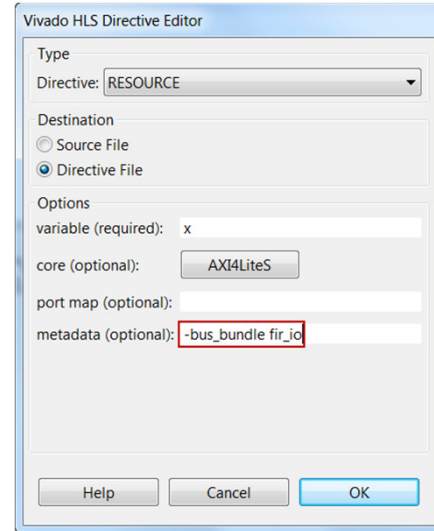 Vivado HLS Directive Editor
Type
Directive: RESOURCE
Destination
Source File
Directive File
Options
variable (required): x
core (optional): AXI4LiteS
port map (optional):
metadata (optional): -bus_bundle fir_io
Help Cancel OK